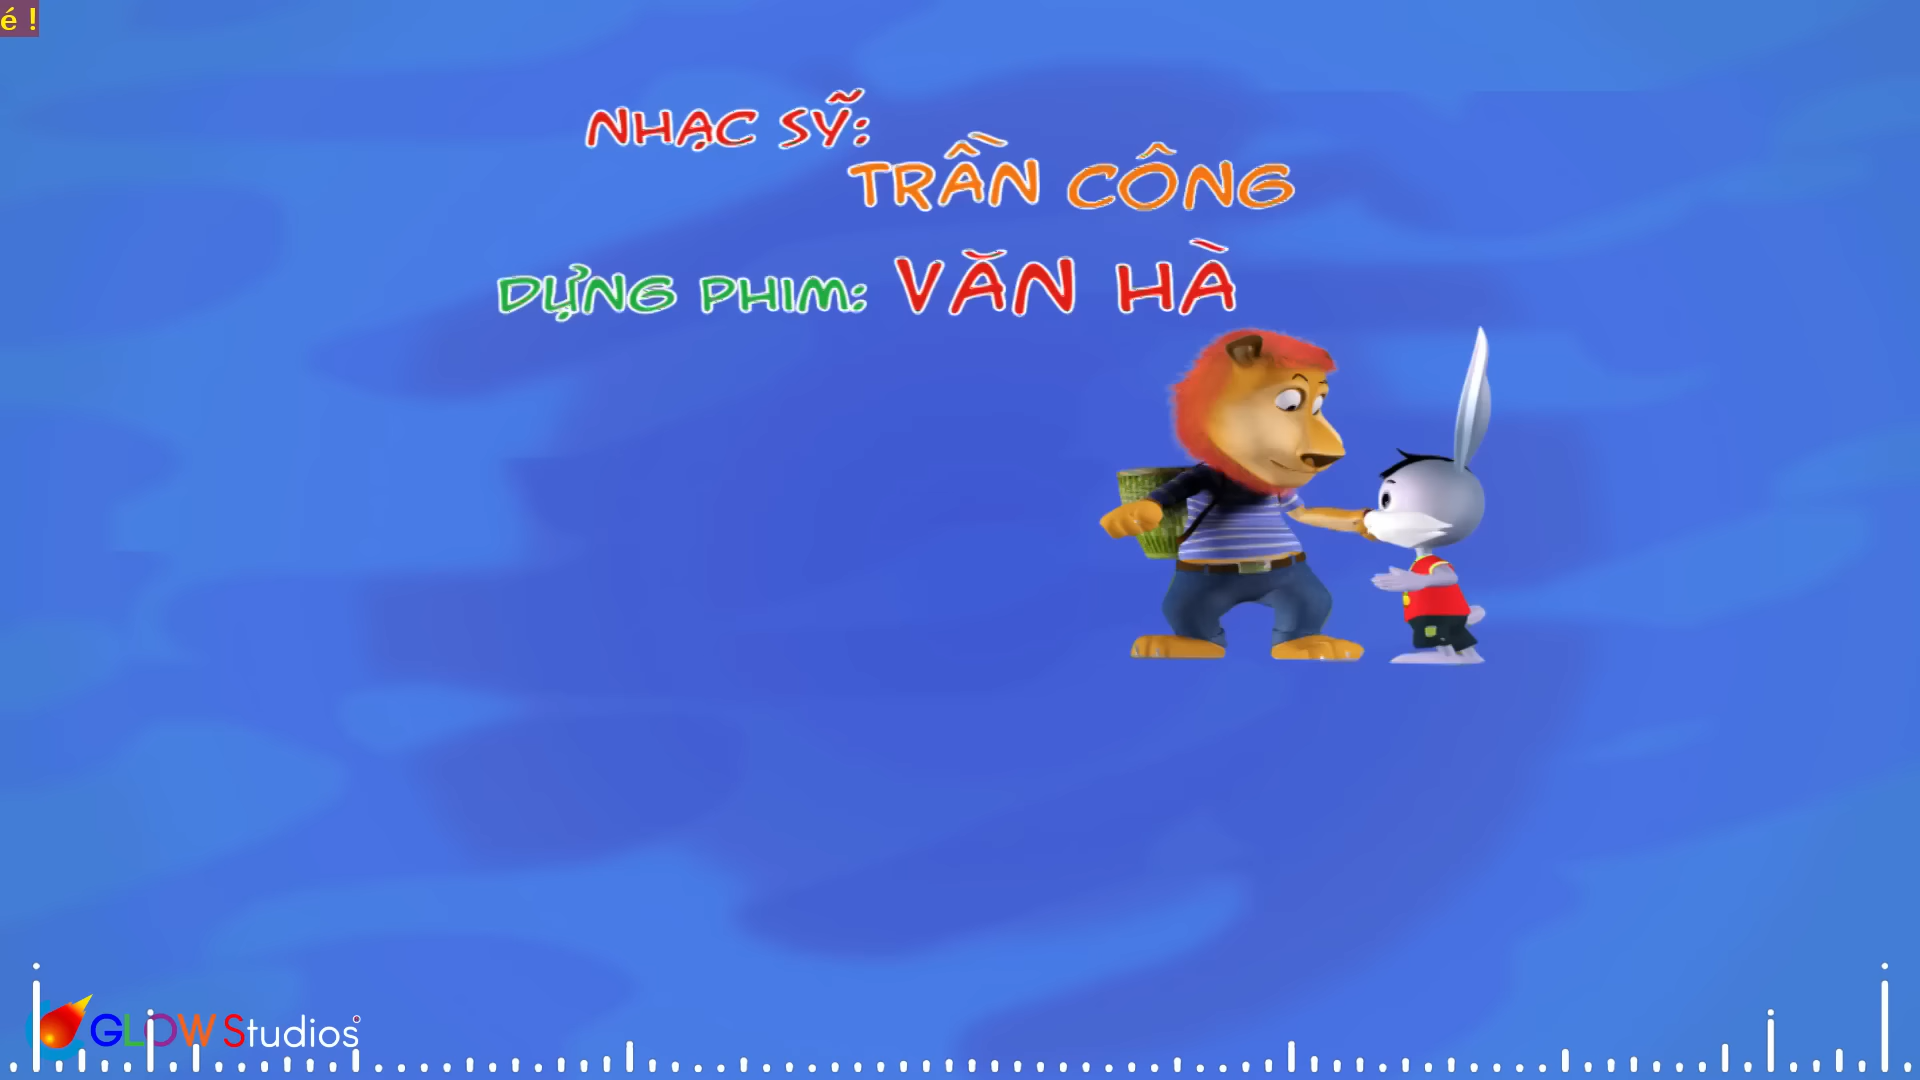 é !
NHẠC SỸ:
TRẦN CÔNG
DỰNG PHIM: VĂN HÀ
GLOW Studios